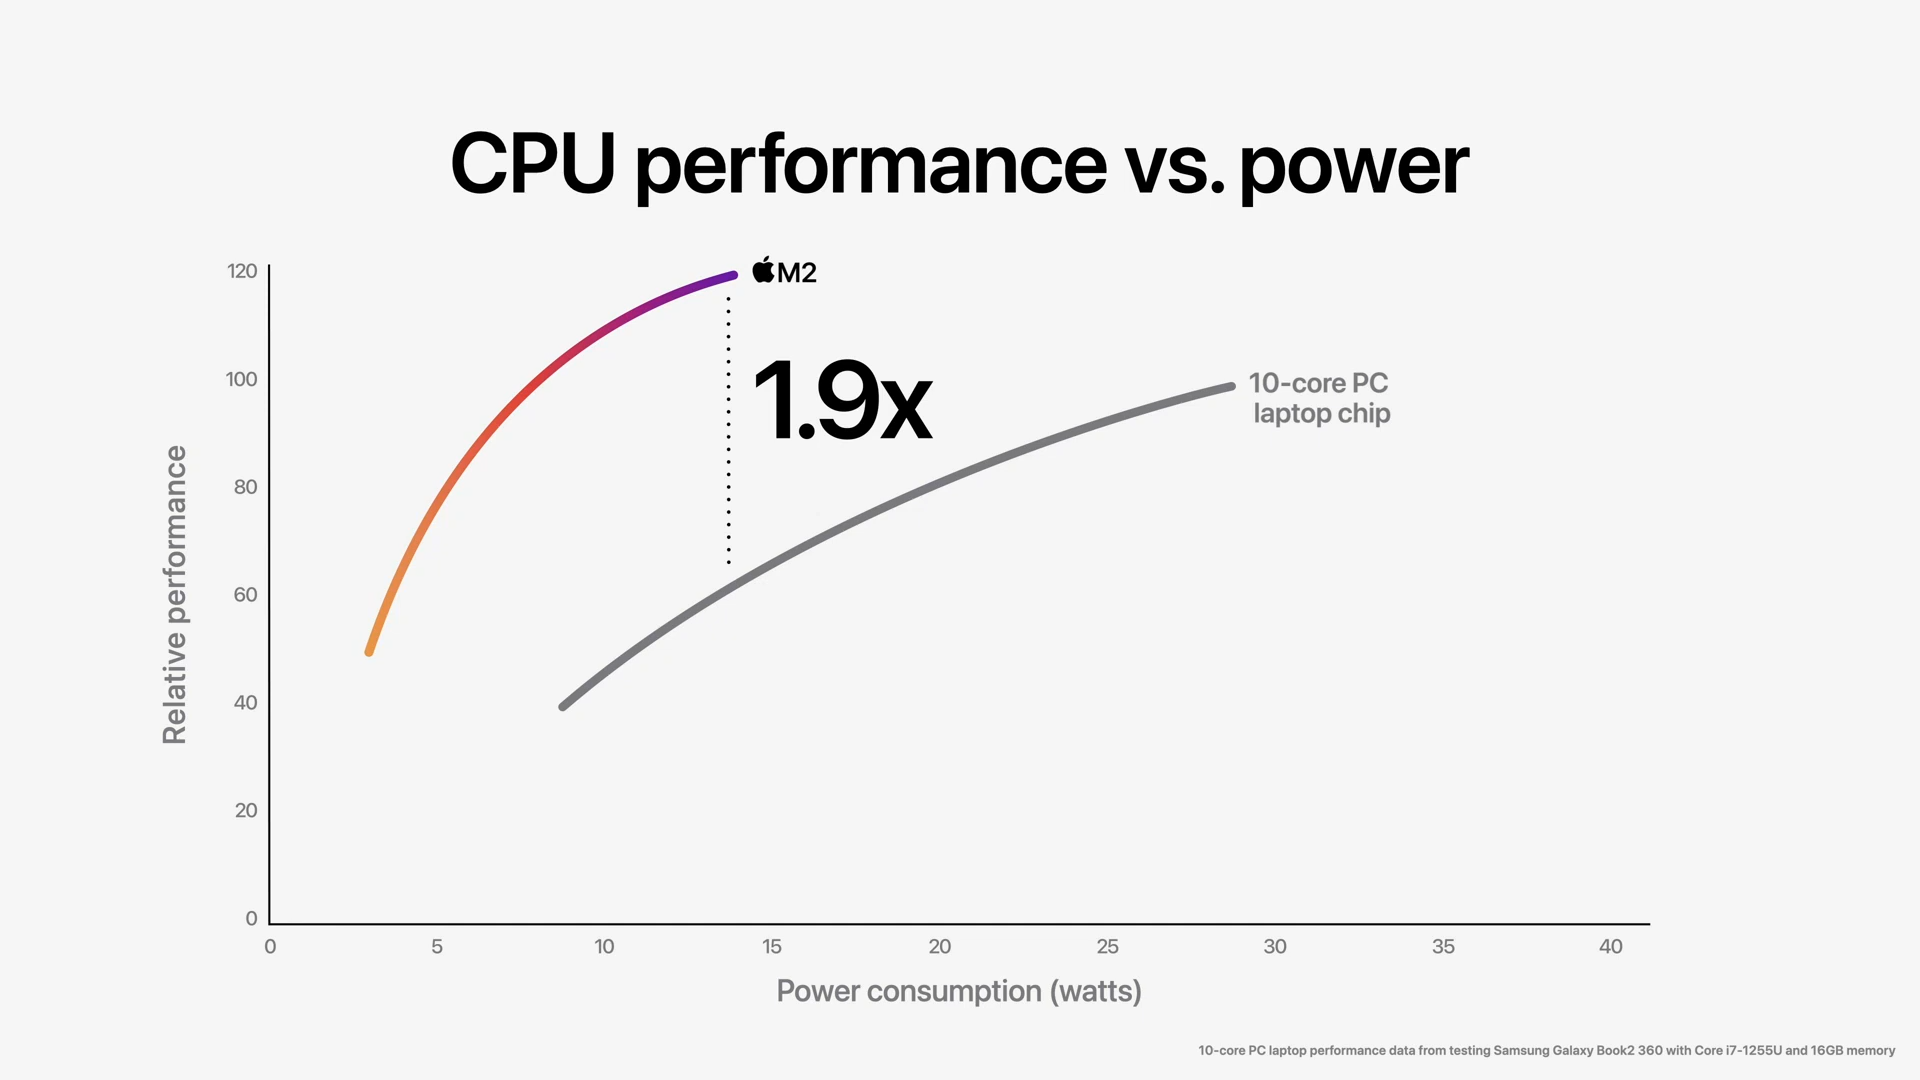 CPU performance vs. power
120
100
80
60
40
20
0
Relative performance
M2
1.9x
10-core PC
laptop chip
0 5 10 15 20 25 30 35 40
Power consumption (watts)
10-core PC laptop performance data from testing Samsung Galaxy Book2 360 with Core i7-1255U and 16GB memory